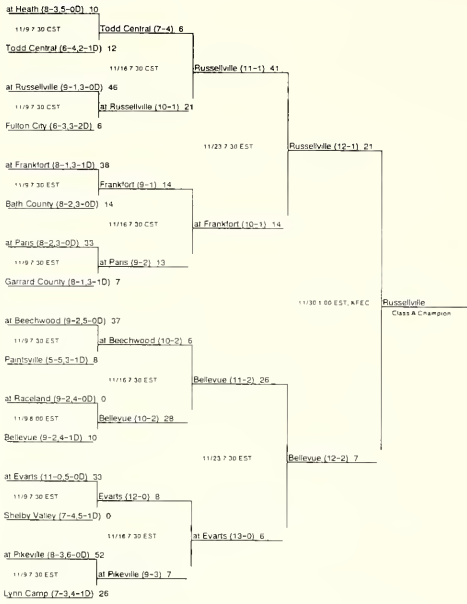 at Heath (8-3,5-0D) 10
11/9 7 30 CST
Todd Central (7-4) 6
Todd Central (6-4,2-1D) 12
11/16 7 30 CST
Russellville (11-1) 41
at Russellville (9-1,3-0D) 46
11/9 7 30 CST
at Russellville (10-1) 21
Fulton City (6-3,3-2D) 6
11/23 7 30 EST
Russellville (12-1) 21
at Frankfort (8-1,3-1D) 38
11/9 7 30 EST
Frankfort (9-1) 14
Bath County (8-2,3-0D) 14
11/16 7 30 CST
at Frankfort (10-1) 14
at Paris (8-2,3-0D) 33
11/9 7 30 EST
at Paris (9-2) 13
Garrard County (8-1,3-1D) 7
11/30 1 00 EST, KFEC
Russellville
Class A Champion
at Beechwood (9-2,5-0D) 37
11/9 7 30 EST
at Beechwood (10-2) 6
Paintsville (5-5,3-1D) 8
11/16 7 30 EST
Bellevue (11-2) 26
at Raceland (9-2,4-0D) 0
11/9 8 00 EST
Bellevue (10-2) 28
Bellevue (9-2,4-1D) 10
11/23 7 30 EST
Bellevue (12-2) 7
at Evarts (11-0,5-0D) 33
11/9 7 30 EST
Evarts (12-0) 8
Shelby Valley (7-4,5-1D) 0
11/16 7 30 EST
at Evarts (13-0) 6
at Pikeville (8-3,6-0D) 52
11/9 7 30 EST
at Pikeville (9-3) 7
Lynn Camp (7-3,4-1D) 26